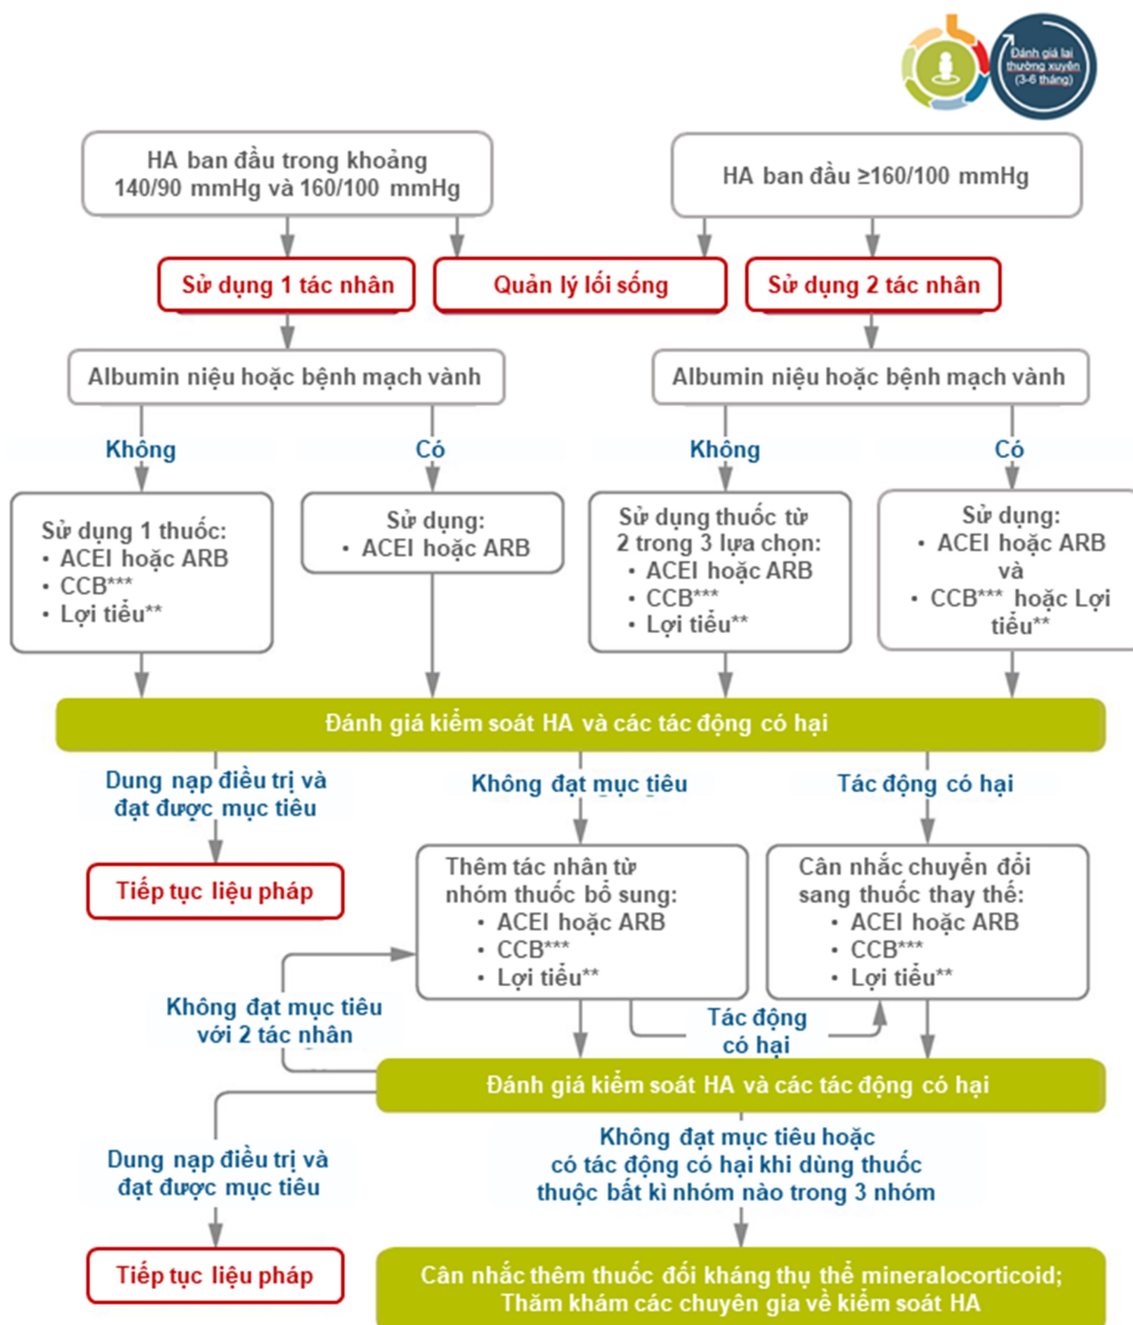 Đánh giá lại
thường xuyên
(3-6 tháng)
HA ban đầu trong khoảng
140/90 mmHg và 160/100 mmHg
HA ban đầu ≥160/100 mmHg
Sử dụng 1 tác nhân
Quản lý lối sống
Sử dụng 2 tác nhân
Albumin niệu hoặc bệnh mạch vành
Albumin niệu hoặc bệnh mạch vành
Không
Có
Không
Có
Sử dụng 1 thuốc:
• ACEI hoặc ARB
• CCB***
• Lợi tiểu**
Sử dụng:
• ACEI hoặc ARB
Sử dụng thuốc từ
2 trong 3 lựa chọn:
• ACEI hoặc ARB
• CCB***
• Lợi tiểu**
Sử dụng:
• ACEI hoặc ARB
và
• CCB*** hoặc Lợi
tiểu**
Đánh giá kiểm soát HA và các tác động có hại
Dung nạp điều trị và
đạt được mục tiêu
Không đạt mục tiêu
Tác động có hại
Tiếp tục liệu pháp
Thêm tác nhân từ
nhóm thuốc bổ sung:
• ACEI hoặc ARB
• CCB***
• Lợi tiểu**
Cân nhắc chuyển đổi
sang thuốc thay thế:
• ACEI hoặc ARB
• CCB***
• Lợi tiểu**
Không đạt mục tiêu
với 2 tác nhân
Tác động
có hại
Đánh giá kiểm soát HA và các tác động có hại
Dung nạp điều trị và
đạt được mục tiêu
Không đạt mục tiêu hoặc
có tác động có hại khi dùng thuốc
thuộc bất kì nhóm nào trong 3 nhóm
Tiếp tục liệu pháp
Cân nhắc thêm thuốc đối kháng thụ thể mineralocorticoid;
Thăm khám các chuyên gia về kiểm soát HA